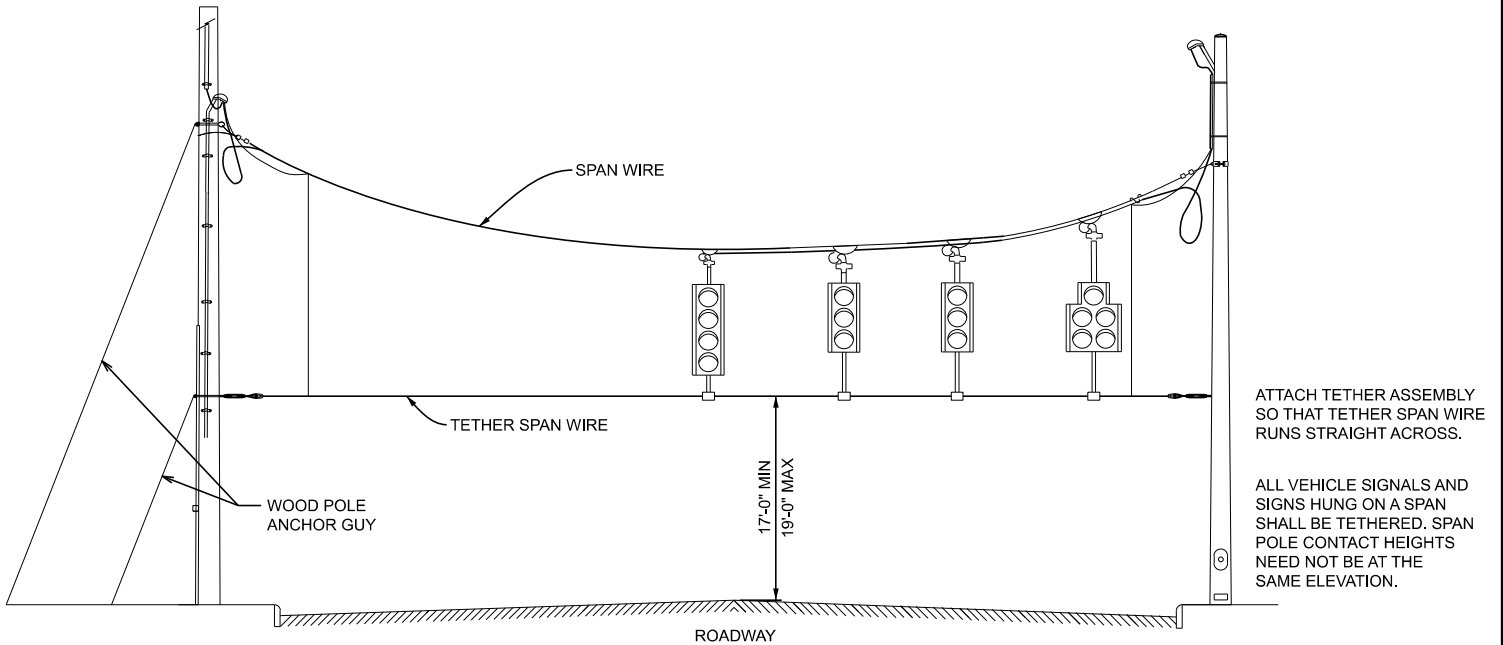 SPAN WIRE
TETHER SPAN WIRE
WOOD POLE
ANCHOR GUY
17'-0" MIN
19'-0" MAX
ATTACH TETHER ASSEMBLY
SO THAT TETHER SPAN WIRE
RUNS STRAIGHT ACROSS.
ALL VEHICLE SIGNALS AND
SIGNS HUNG ON A SPAN
SHALL BE TETHERED. SPAN
POLE CONTACT HEIGHTS
NEED NOT BE AT THE
SAME ELEVATION.
ROADWAY